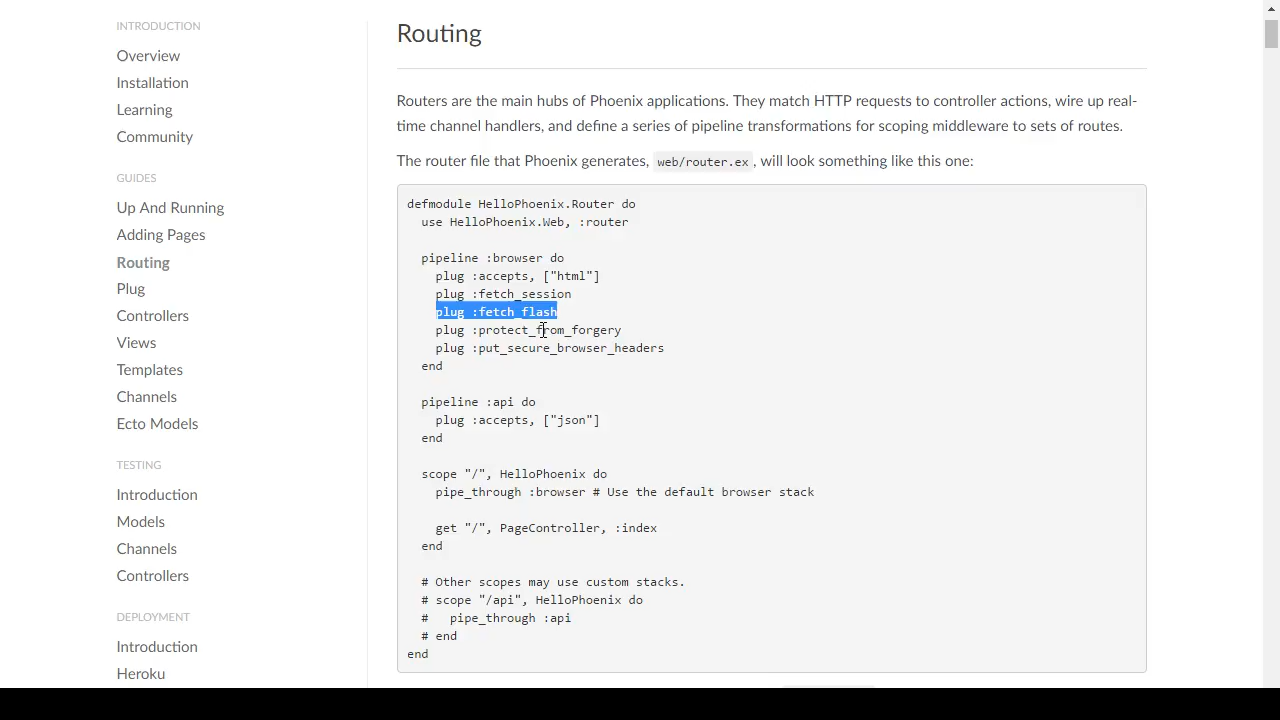 INTRODUCTION
Overview
Installation
Learning
Community
GUIDES
Up And Running
Adding Pages
Routing
Plug
Controllers
Views
Templates
Channels
Ecto Models
TESTING
Introduction
Models
Channels
Controllers
DEPLOYMENT
Introduction
Heroku
Routing
Routers are the main hubs of Phoenix applications. They match HTTP requests to controller actions, wire up real-
time channel handlers, and define a series of pipeline transformations for scoping middleware to sets of routes.
The router file that Phoenix generates, web/router.ex, will look something like this one:
defmodule HelloPhoenix.Router do
  use HelloPhoenix.Web, :router

  pipeline :browser do
    plug :accepts, ["html"]
    plug :fetch_session
    plug :fetch_flash
    plug :protect_from_forgery
    plug :put_secure_browser_headers
  end

  pipeline :api do
    plug :accepts, ["json"]
  end

  scope "/", HelloPhoenix do
    pipe_through :browser # Use the default browser stack

    get "/", PageController, :index
  end

  # Other scopes may use custom stacks.
  # scope "/api", HelloPhoenix do
  #   pipe_through :api
  # end
end